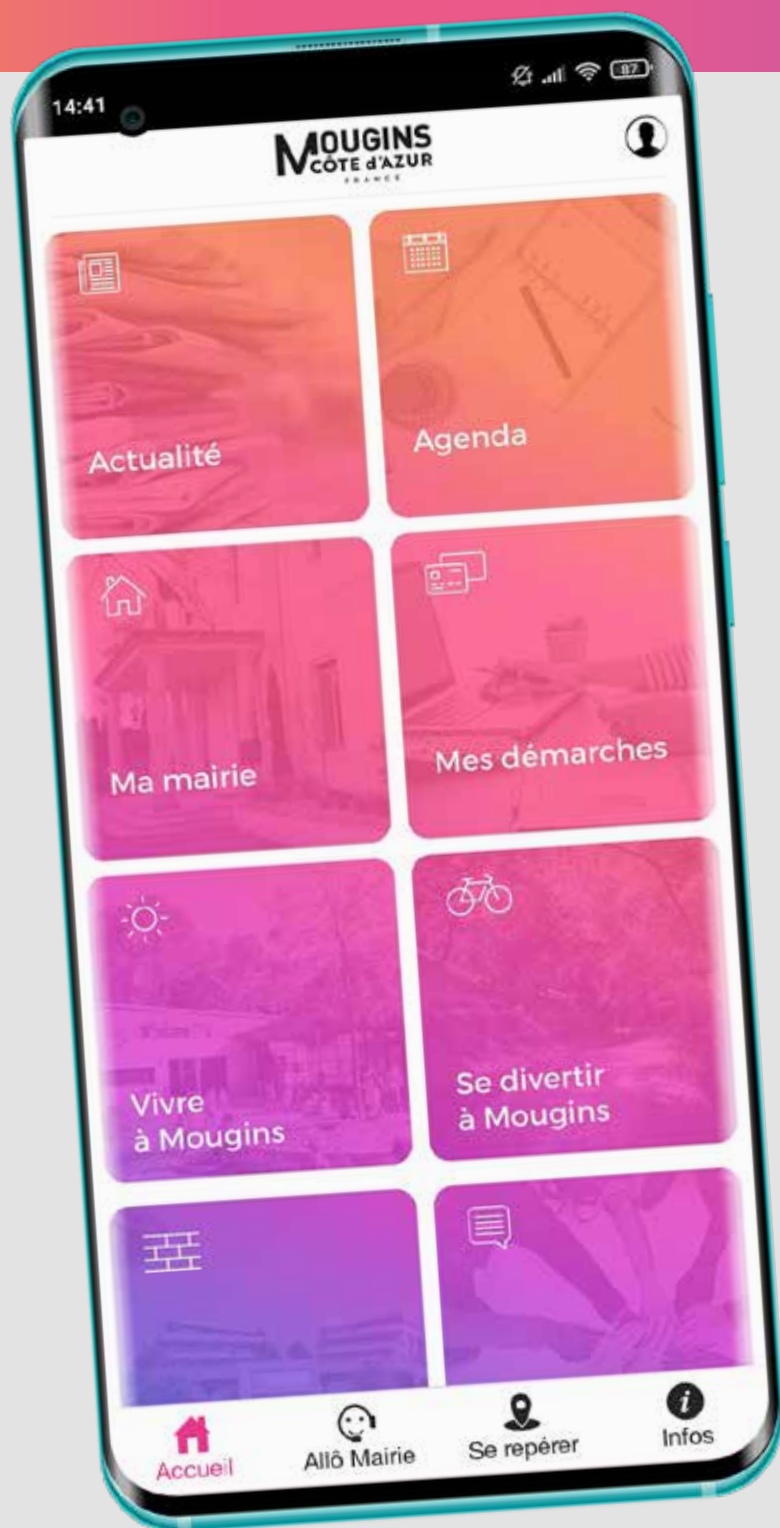 14:41
87
MOUGINS
CÔTE d'AZUR
FRANCE
Actualité
Agenda
Ma mairie
Mes démarches
Vivre
à Mougins
Se divertir
à Mougins
Accueil
Allô Mairie
Se repérer
Infos